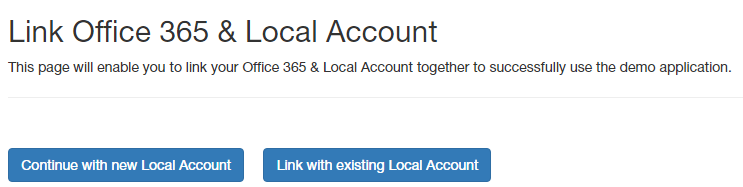 Link Office 365 & Local Account
This page will enable you to link your Office 365 & Local Account together to successfully use the demo application.
Continue with new Local Account
Link with existing Local Account